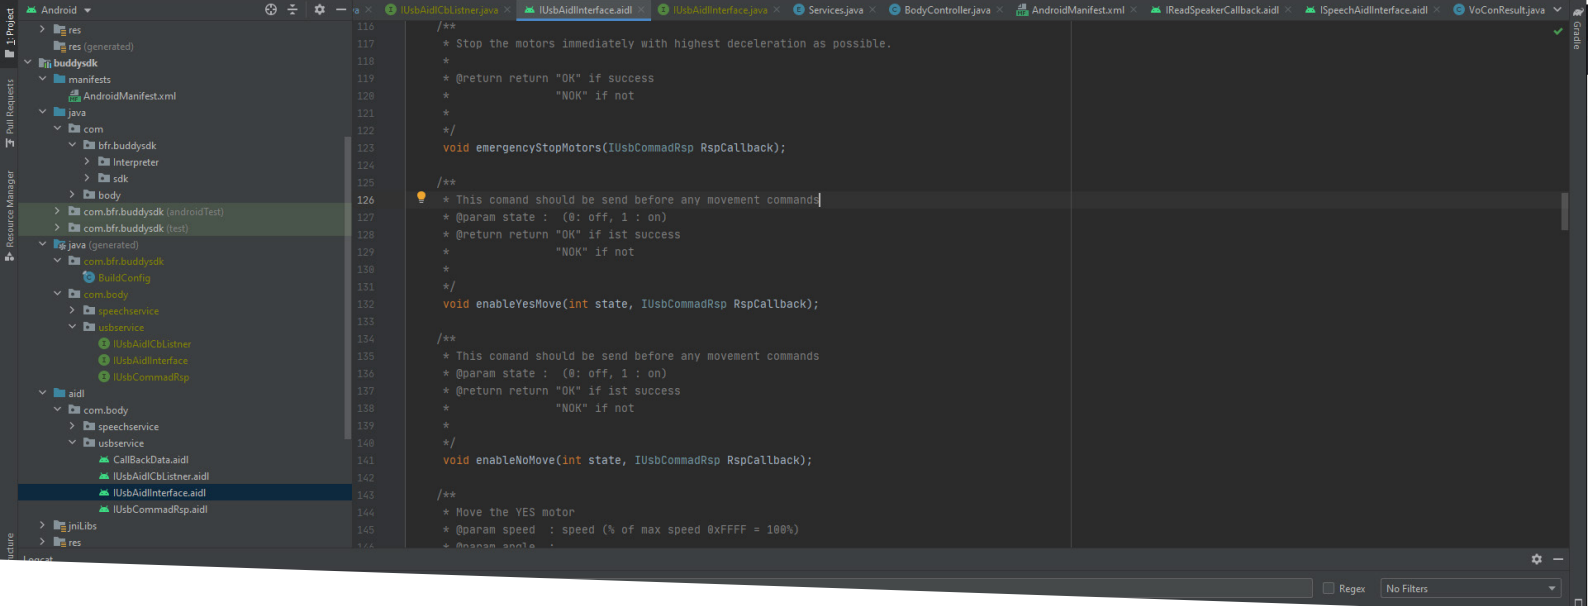 Android
IUsbAidlCbListner.java
IUsbAidlInterface.aidl
IUsbAidlInterface.java
Services.java
BodyController.java
AndroidManifest.xml
IReadSpeakerCallback.aidl
ISpeechAidlInterface.aidl
VoConResult.java
1: Project
Pull Requests
Resource Manager
Gradle
res
res (generated)
buddysdk
manifests
AndroidManifest.xml
java
com
bfr.buddysdk
Interpreter
sdk
body
com.bfr.buddysdk (androidTest)
com.bfr.buddysdk (test)
java (generated)
com.bfr.buddysdk
BuildConfig
com.body
speechservice
usbservice
IUsbAidlCbListner
IUsbAidlInterface
IUsbCommadRsp
aidl
com.body
speechservice
usbservice
CallBackData.aidl
IUsbAidlCbListner.aidl
IUsbAidlInterface.aidl
IUsbCommadRsp.aidl
jniLibs
res
116 /**
117 * Stop the motors immediately with highest deceleration as possible.
118 *
119 * @return return "OK" if success
120 * "NOK" if not
121 *
122 */
123 void emergencyStopMotors(IUsbCommadRsp RspCallback);
124
125 /**
126 * This comand should be send before any movement commands
127 * @param state : (0: off, 1 : on)
128 * @return return "OK" if ist success
129 * "NOK" if not
130 *
131 */
132 void enableYesMove(int state, IUsbCommadRsp RspCallback);
133
134 /**
135 * This comand should be send before any movement commands
136 * @param state : (0: off, 1 : on)
137 * @return return "OK" if ist success
138 * "NOK" if not
139 *
140 */
141 void enableNoMove(int state, IUsbCommadRsp RspCallback);
142
143 /**
144 * Move the YES motor
145 * @param speed : speed (% of max speed 0xFFFF = 100%)
146 * @param angle :
Logcat
Regex
No Filters